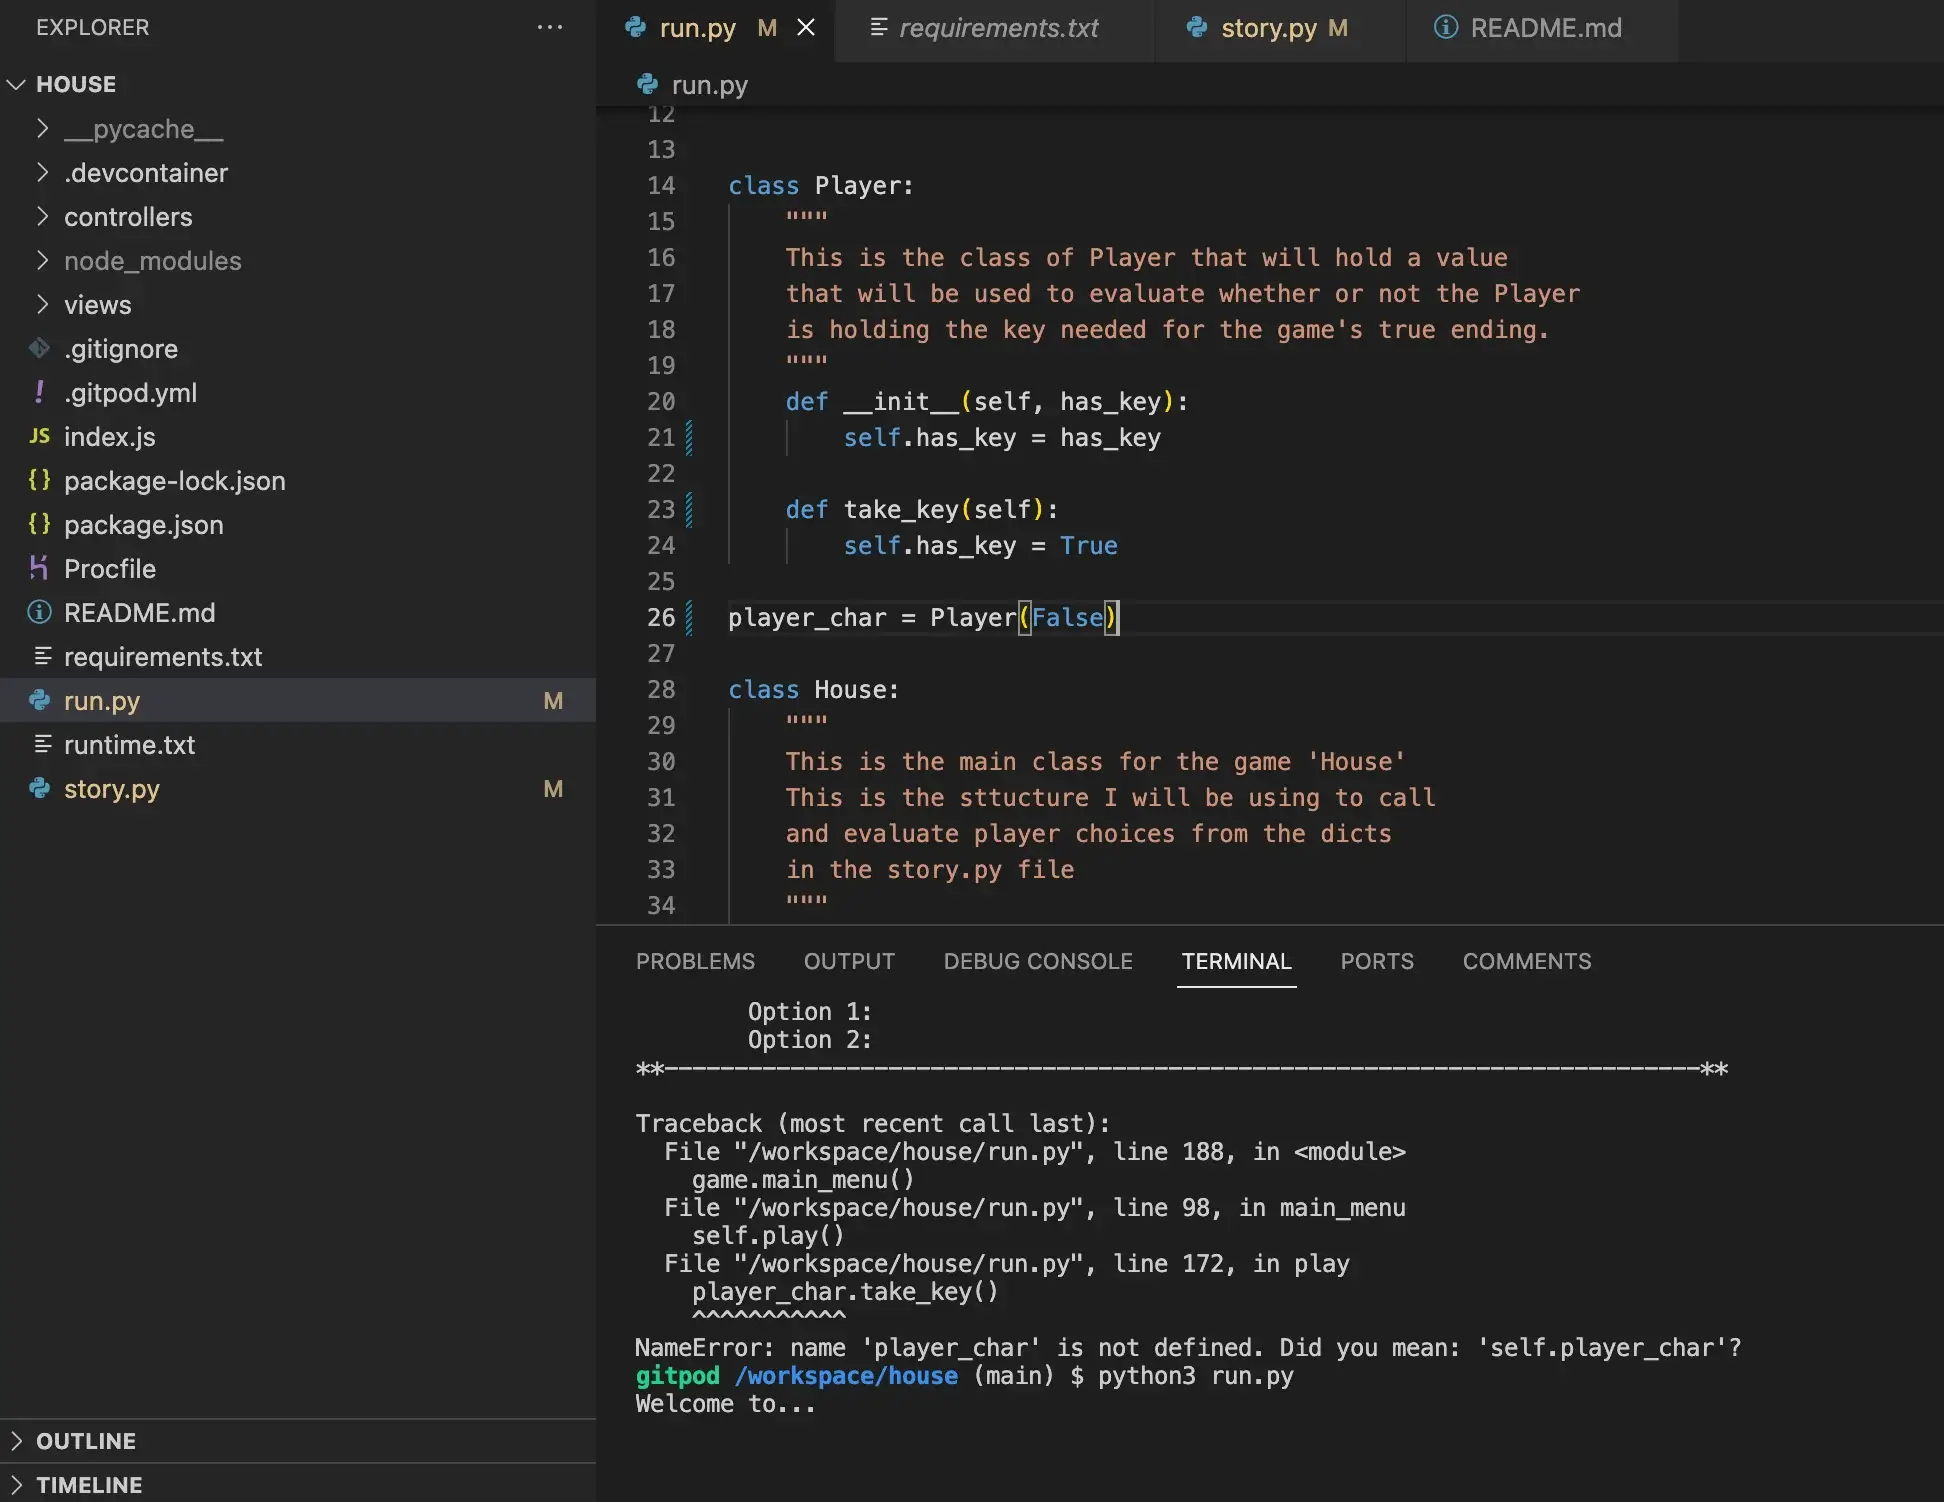 EXPLORER
HOUSE
__pycache__
.devcontainer
controllers
node_modules
views
.gitignore
! .gitpod.yml
JS index.js
{} package-lock.json
{} package.json
Procfile
README.md
requirements.txt
run.py M
runtime.txt
story.py M
OUTLINE
TIMELINE
run.py M requirements.txt story.py M README.md
run.py
12
13
14 class Player:
15 """
16 This is the class of Player that will hold a value
17 that will be used to evaluate whether or not the Player
18 is holding the key needed for the game's true ending.
19 """
20 def __init__(self, has_key):
21 self.has_key = has_key
22
23 def take_key(self):
24 self.has_key = True
25
26 player_char = Player(False)
27
28 class House:
29 """
30 This is the main class for the game 'House'
31 This is the sttucture I will be using to call
32 and evaluate player choices from the dicts
33 in the story.py file
34 """
PROBLEMS OUTPUT DEBUG CONSOLE TERMINAL PORTS COMMENTS
Option 1:
Option 2:
**--------------------------------------------------------------------------**
Traceback (most recent call last):
File "/workspace/house/run.py", line 188, in <module>
game.main_menu()
File "/workspace/house/run.py", line 98, in main_menu
self.play()
File "/workspace/house/run.py", line 172, in play
player_char.take_key()
^^^^^^^^^^^
NameError: name 'player_char' is not defined. Did you mean: 'self.player_char'?
gitpod /workspace/house (main) $ python3 run.py
Welcome to...